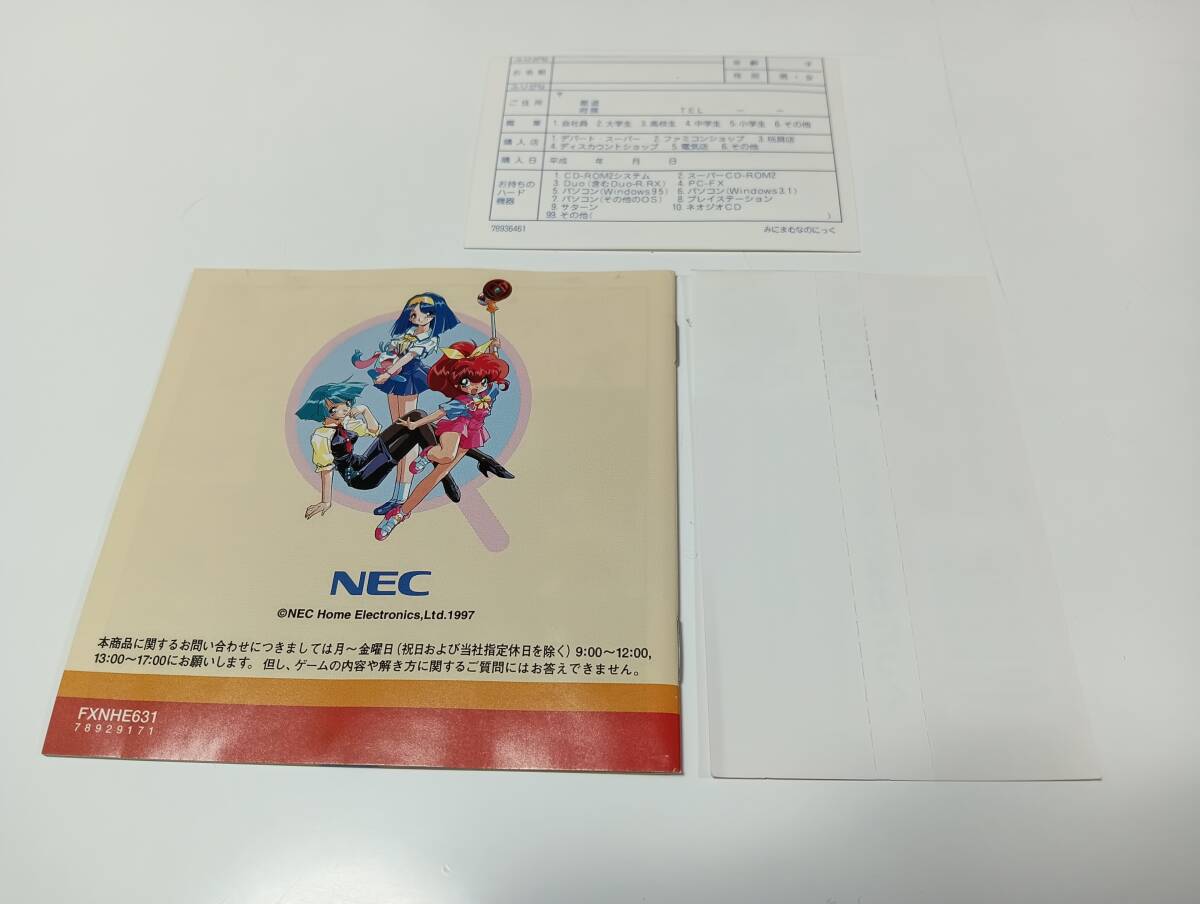 お名前
年齢 才
性別 男・女
ご住所 〒 都道
府県 TEL － －
職業 1.会社員 2.大学生 3.高校生 4.中学生 5.小学生 6.その他
購入店 1.デパート・スーパー 2.ファミコンショップ 3.玩具店
4.ディスカウントショップ 5.電気店 6.その他
購入日 平成 年 月 日
お持ちの
ハード
機器
1. CD-ROM2システム 2. スーパーCD-ROM2
3. Duo(含むDuo-R.RX) 4. PC-FX
5. パソコン(Windows95) 6. パソコン(Windows3.1)
7. パソコン(その他のOS) 8. プレイステーション
9. サターン 10. ネオジオCD
99. その他( )
78936461 みにまむなのにっく
NEC
©NEC Home Electronics,Ltd.1997
本商品に関するお問い合わせにつきましては月～金曜日(祝日および当社指定休日を除く)9:00～12:00,
13:00～17:00にお願いします。但し、ゲームの内容や解き方に関するご質問にはお答えできません。
FXNHE631
78929171